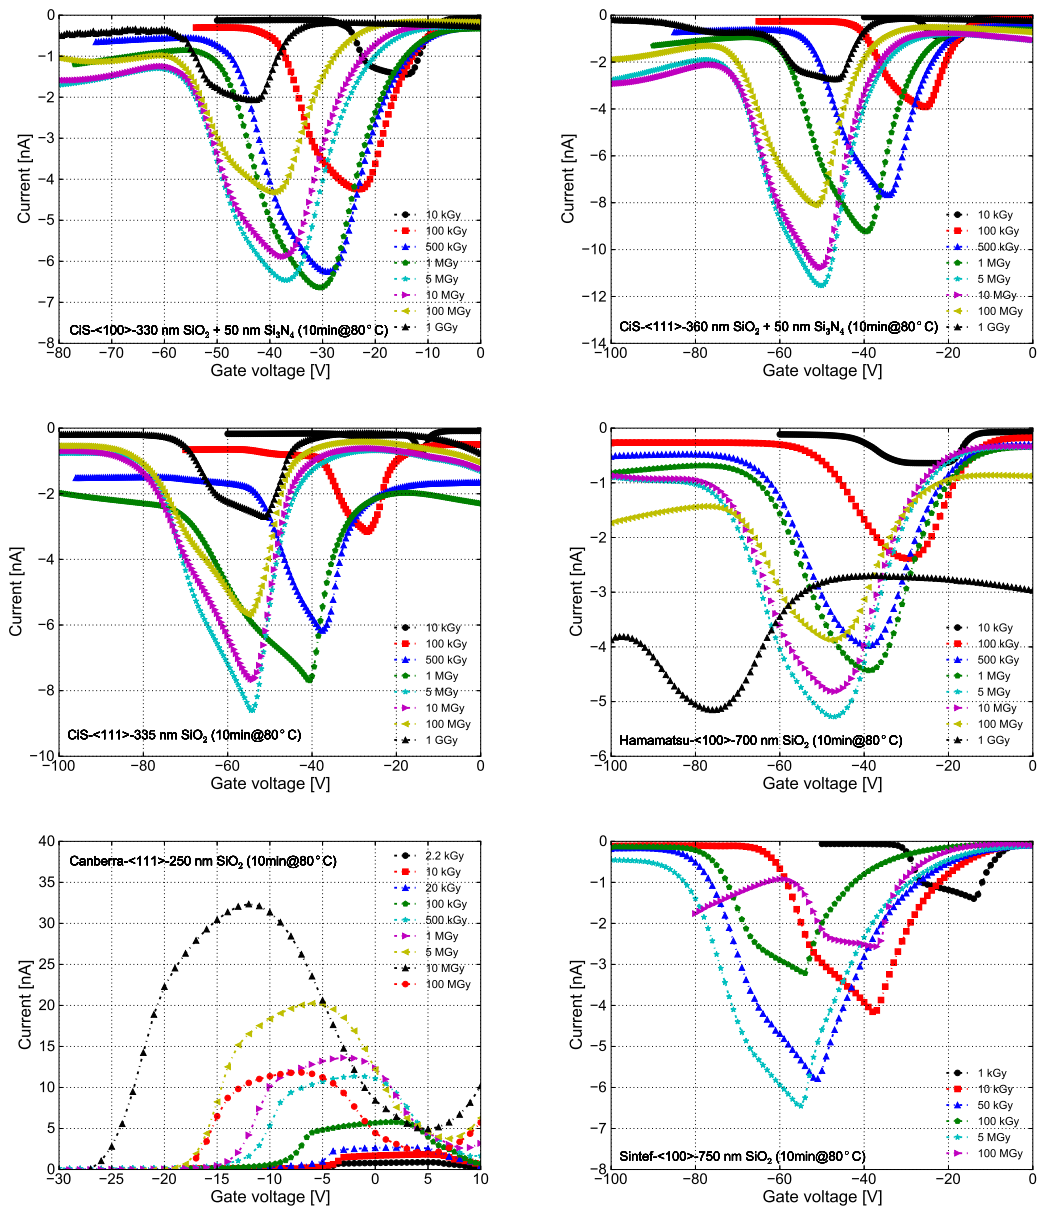 0
−1
−2
−3
−4
−5
−6
−7
−8
Current [nA]
−80 −70 −60 −50 −40 −30 −20 −10 0
Gate voltage [V]
10 kGy
100 kGy
500 kGy
1 MGy
5 MGy
10 MGy
100 MGy
1 GGy
CiS-<100>-330 nm SiO₂ + 50 nm Si₃N₄ (10min@80°C)
0
−2
−4
−6
−8
−10
−12
−14
Current [nA]
−100 −80 −60 −40 −20 0
Gate voltage [V]
10 kGy
100 kGy
500 kGy
1 MGy
5 MGy
10 MGy
100 MGy
1 GGy
CiS-<111>-360 nm SiO₂ + 50 nm Si₃N₄ (10min@80°C)
0
−2
−4
−6
−8
−10
Current [nA]
−100 −80 −60 −40 −20 0
Gate voltage [V]
10 kGy
100 kGy
500 kGy
1 MGy
5 MGy
10 MGy
100 MGy
1 GGy
CiS-<111>-335 nm SiO₂ (10min@80°C)
0
−1
−2
−3
−4
−5
−6
Current [nA]
−100 −80 −60 −40 −20 0
Gate voltage [V]
10 kGy
100 kGy
500 kGy
1 MGy
5 MGy
10 MGy
100 MGy
1 GGy
Hamamatsu-<100>-700 nm SiO₂ (10min@80°C)
40
35
30
25
20
15
10
5
0
Current [nA]
−30 −25 −20 −15 −10 −5 0 5 10
Gate voltage [V]
Canberra-<111>-250 nm SiO₂ (10min@80°C)
2.2 kGy
10 kGy
20 kGy
100 kGy
500 kGy
1 MGy
5 MGy
10 MGy
100 MGy
0
−1
−2
−3
−4
−5
−6
−7
−8
Current [nA]
−100 −80 −60 −40 −20 0
Gate voltage [V]
1 kGy
10 kGy
50 kGy
100 kGy
5 MGy
100 MGy
Sintef-<100>-750 nm SiO₂ (10min@80°C)